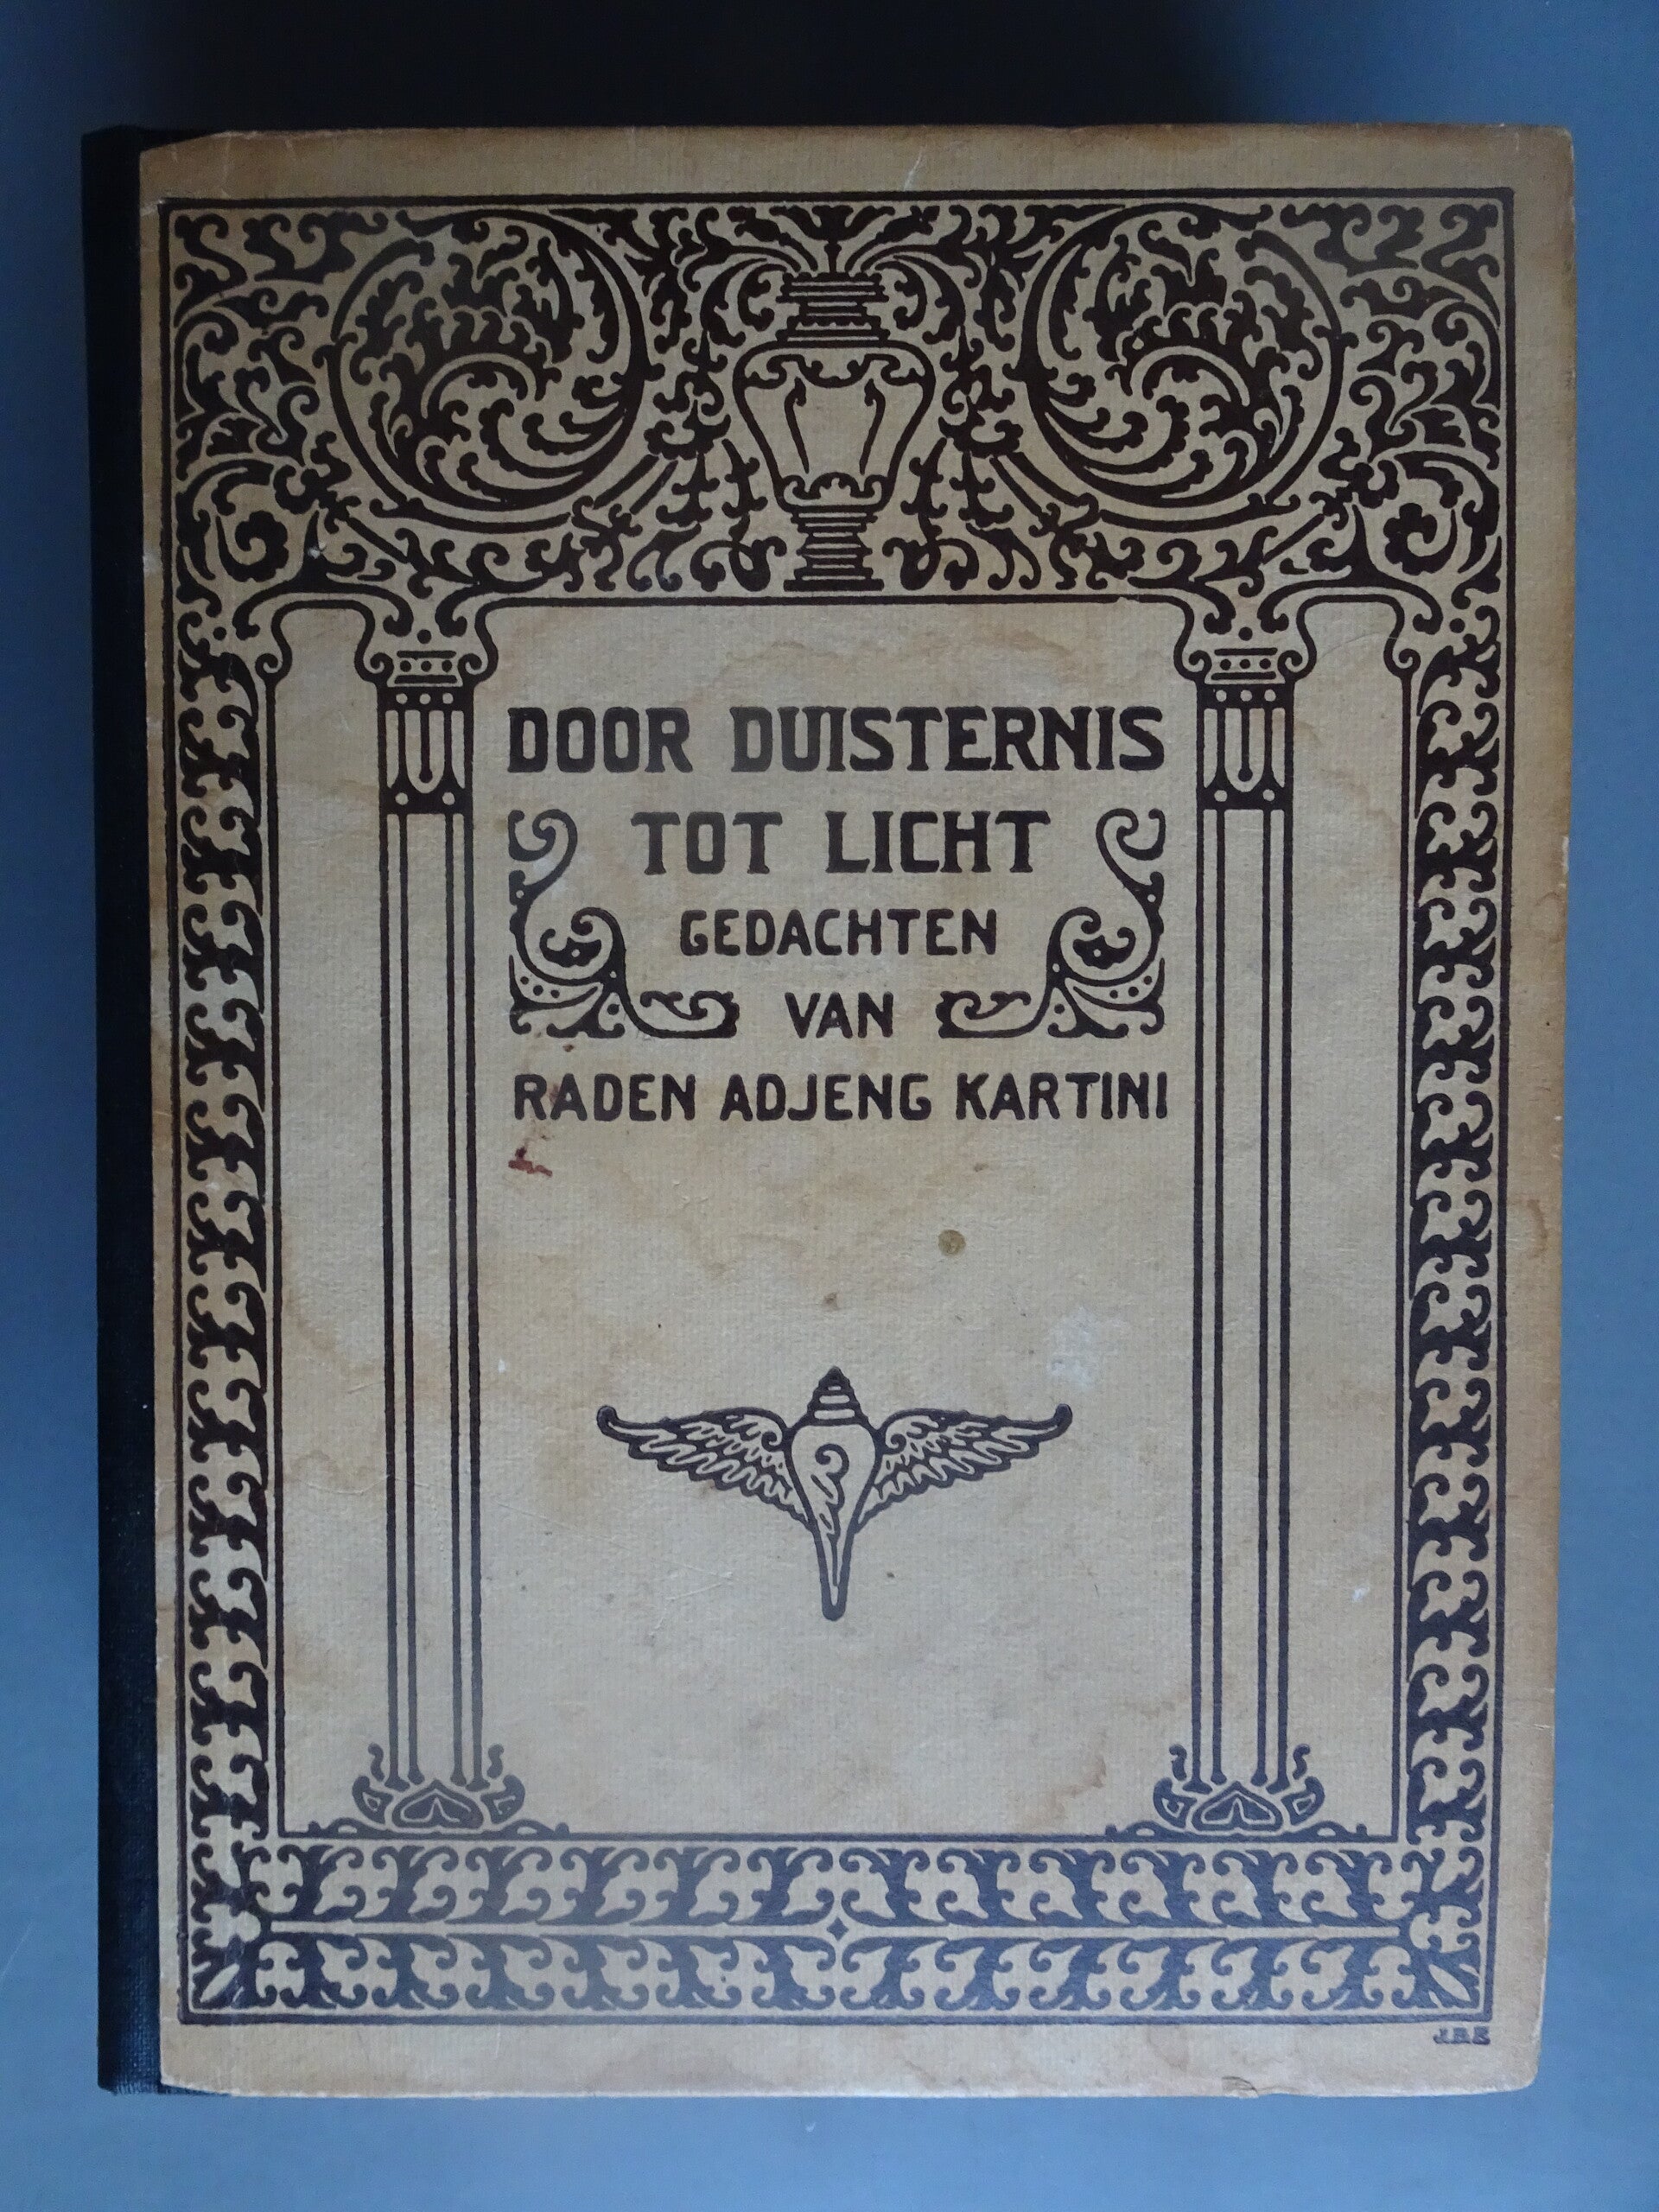 DOOR DUISTERNIS
TOT LICHT
GEDACHTEN
VAN
RADEN ADJENG KARTINI